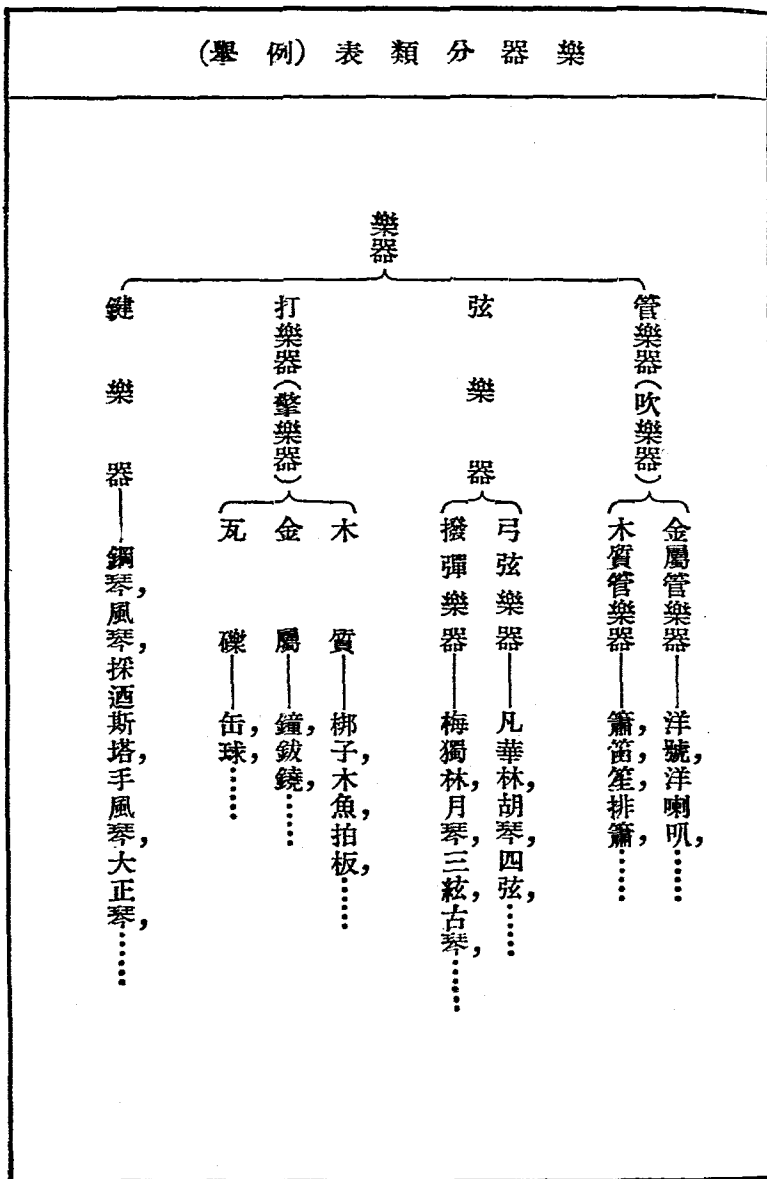 樂器分類表(例舉)
樂器
管樂器(吹樂器)
金屬管樂器——洋號,洋喇叭,……
木質管樂器——簫,笛,笙,排簫,……
弦樂器
弓弦樂器——凡華林,胡琴,四弦,……
撥彈樂器——梅獨林,月琴,三絃,古琴,……
打樂器(擊樂器)
木質——梆子,木魚,拍板,……
金屬——鐘,鈸,鐃,……
瓦礫——缶,球,……
鍵樂器——鋼琴,風琴,採迺斯塔,手風琴,大正琴,……